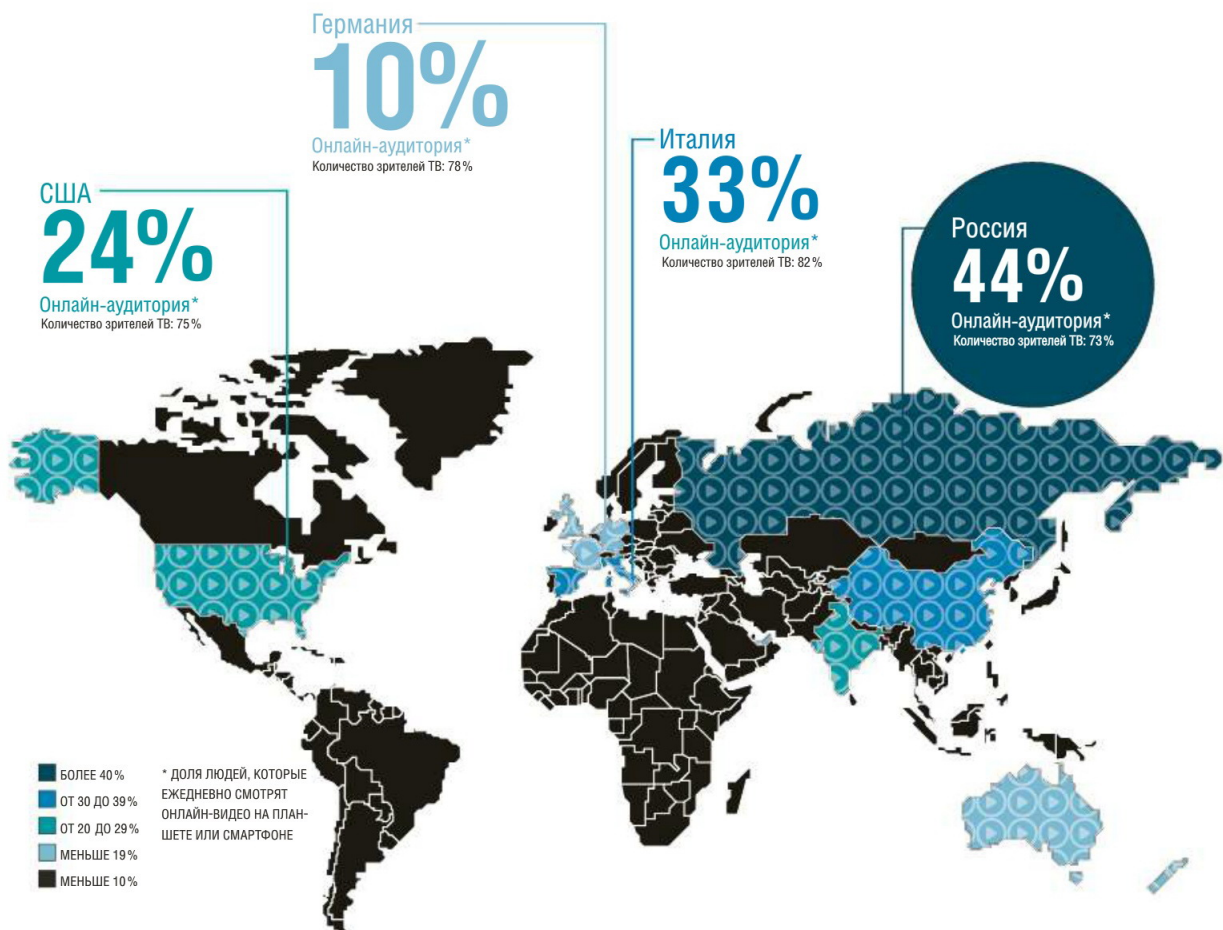 Германия
10%
Онлайн-аудитория*
Количество зрителей ТВ: 78%
Италия
33%
Онлайн-аудитория*
Количество зрителей ТВ: 82%
США
24%
Онлайн-аудитория*
Количество зрителей ТВ: 75%
Россия
44%
Онлайн-аудитория*
Количество зрителей ТВ: 73%
БОЛЕЕ 40%
ОТ 30 ДО 39%
ОТ 20 ДО 29%
МЕНЬШЕ 19%
МЕНЬШЕ 10%
* ДОЛЯ ЛЮДЕЙ, КОТОРЫЕ
ЕЖЕДНЕВНО СМОТРЯТ
ОНЛАЙН-ВИДЕО НА ПЛАН-
ШЕТЕ ИЛИ СМАРТФОНЕ